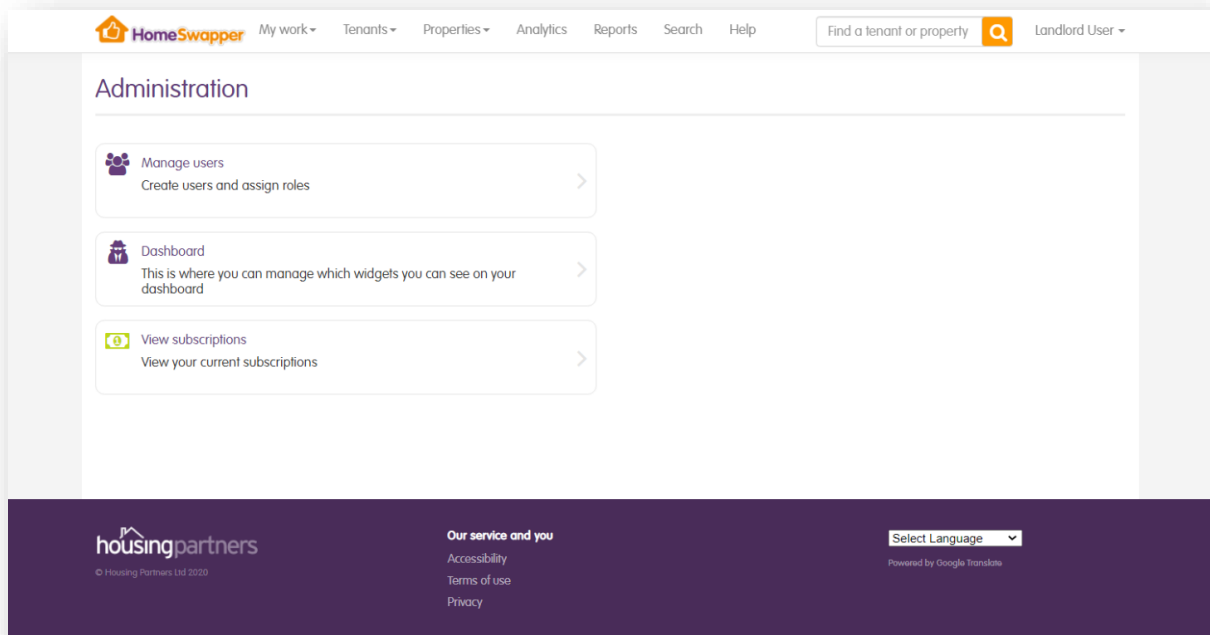 HomeSwapper My work Tenants Properties Analytics Reports Search Help Find a tenant or property Landlord User
Administration
Manage users
Create users and assign roles
Dashboard
This is where you can manage which widgets you can see on your
dashboard
View subscriptions
View your current subscriptions
housingpartners
© Housing Partners Ltd 2020
Our service and you
Accessibility
Terms of use
Privacy
Select Language
Powered by Google Translate